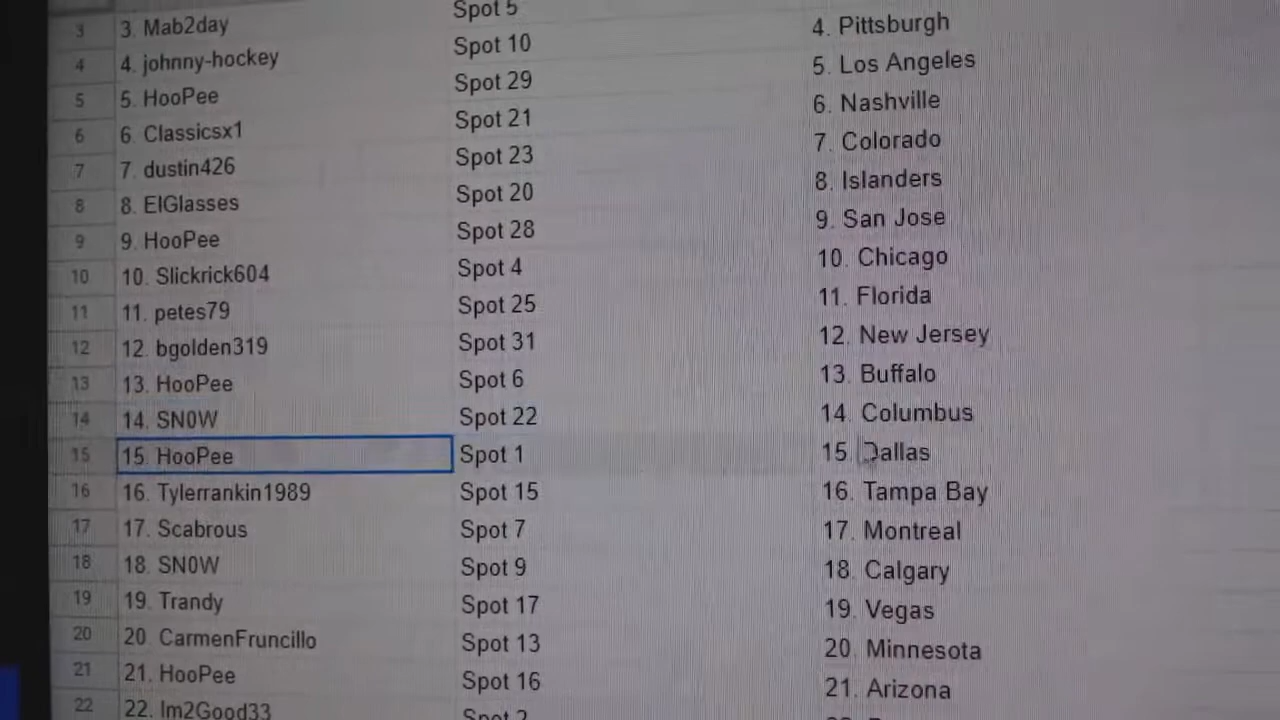 3 3. Mab2day Spot 5 4. Pittsburgh
4 4. johnny-hockey Spot 10 5. Los Angeles
5 5. HooPee Spot 29 6. Nashville
6 6. Classicsx1 Spot 21 7. Colorado
7 7. dustin426 Spot 23 8. Islanders
8 8. ElGlasses Spot 20 9. San Jose
9 9. HooPee Spot 28 10. Chicago
10 10. Slickrick604 Spot 4 11. Florida
11 11. petes79 Spot 25 12. New Jersey
12 12. bgolden319 Spot 31 13. Buffalo
13 13. HooPee Spot 6 14. Columbus
14 14. SN0W Spot 22 15. Dallas
15 15. HooPee Spot 1 16. Tampa Bay
16 16. Tylerrankin1989 Spot 15 17. Montreal
17 17. Scabrous Spot 7 18. Calgary
18 18. SN0W Spot 9 19. Vegas
19 19. Trandy Spot 17 20. Minnesota
20 20. CarmenFruncillo Spot 13 21. Arizona
21 21. HooPee Spot 16
22 22. Im2Good33 Spot 2